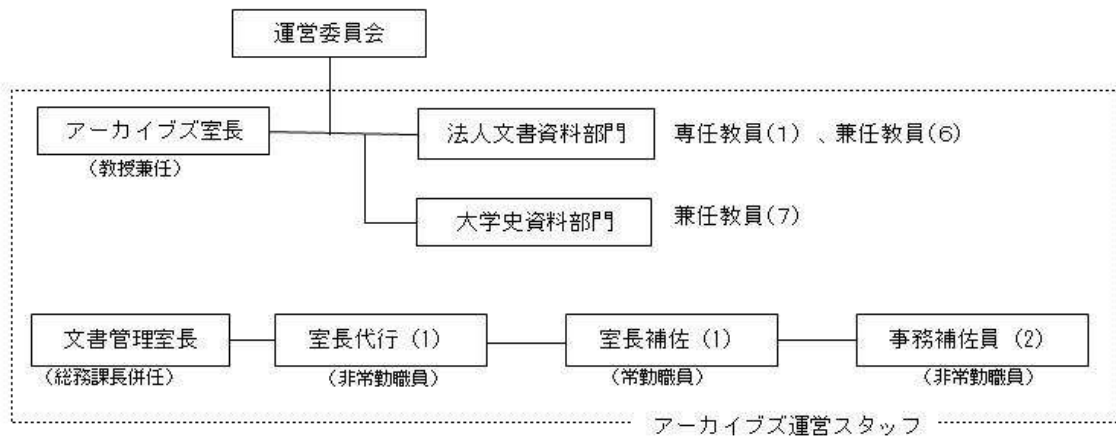 運営委員会
アーカイブズ室長
(教授兼任)
法人文書資料部門
専任教員(1) 、兼任教員(6)
大学史資料部門
兼任教員(7)
文書管理室長
(総務課長併任)
室長代行 (1)
(非常勤職員)
室長補佐 (1)
(常勤職員)
事務補佐員 (2)
(非常勤職員)
アーカイブズ運営スタッフ